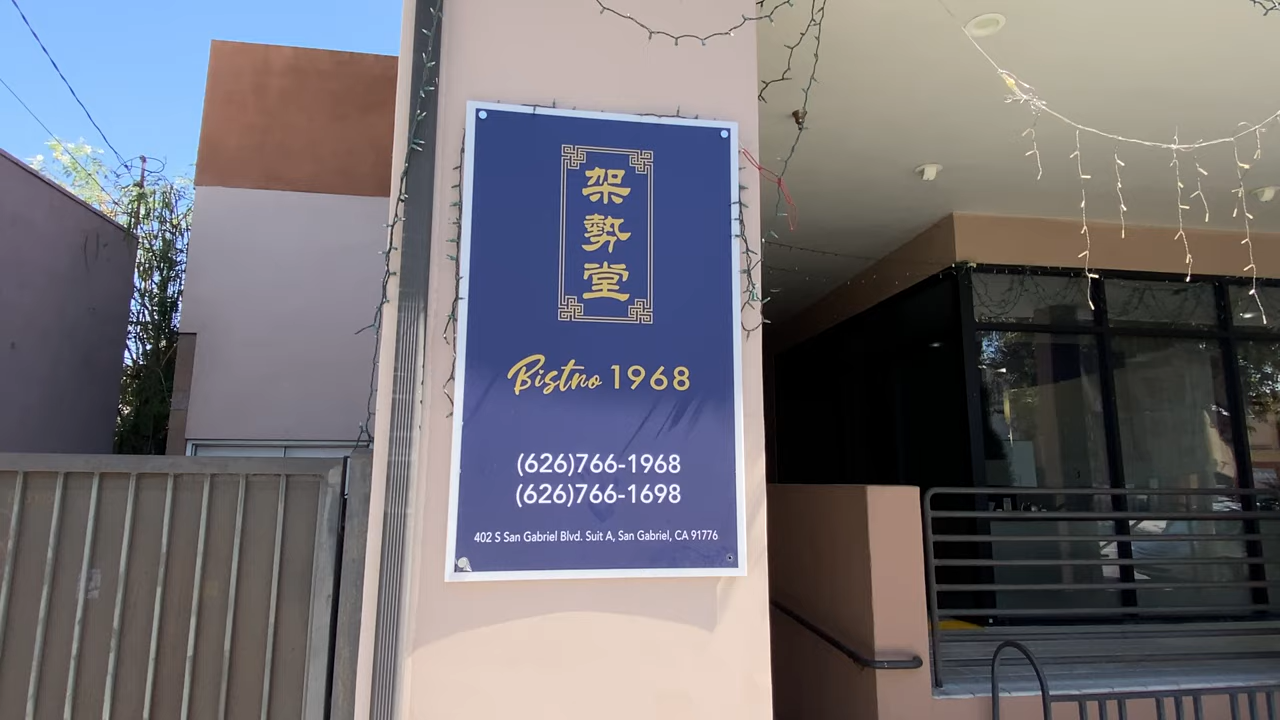 架勢堂
Bistro 1968
(626)766-1968
(626)766-1698
402 S San Gabriel Blvd. Suit A, San Gabriel, CA 91776